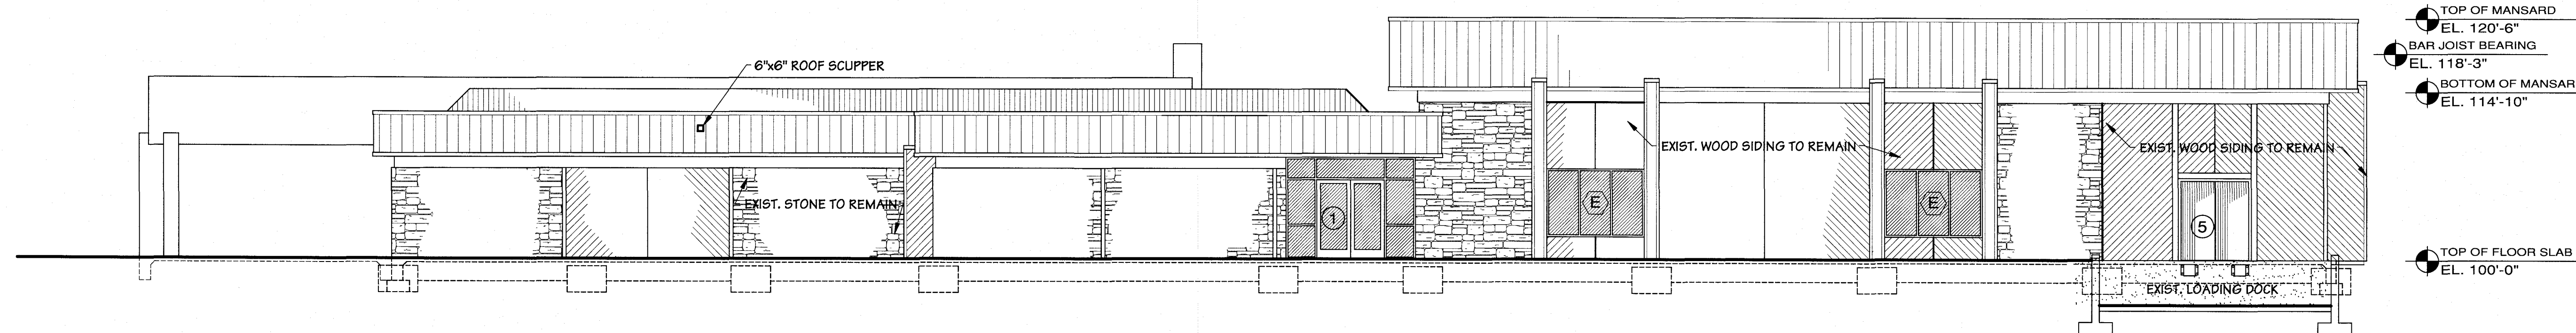 TOP OF MANSARD
EL. 120'-6"
BAR JOIST BEARING
EL. 118'-3"
6"x6" ROOF SCUPPER
BOTTOM OF MANSAR
EL. 114'-10"
EXIST. WOOD SIDING TO REMAIN
EXIST. WOOD SIDING TO REMAIN
EXIST. STONE TO REMAIN
E
E
1
5
TOP OF FLOOR SLAB
EL. 100'-0"
EXIST. LOADING DOCK